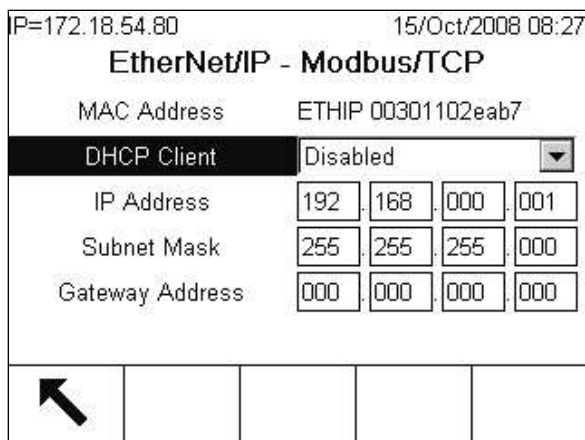 IP=172.18.54.80 15/Oct/2008 08:27
EtherNet/IP - Modbus/TCP
MAC Address ETHIP 00301102eab7
DHCP Client Disabled
IP Address 192 . 168 . 000 . 001
Subnet Mask 255 . 255 . 255 . 000
Gateway Address 000 . 000 . 000 . 000